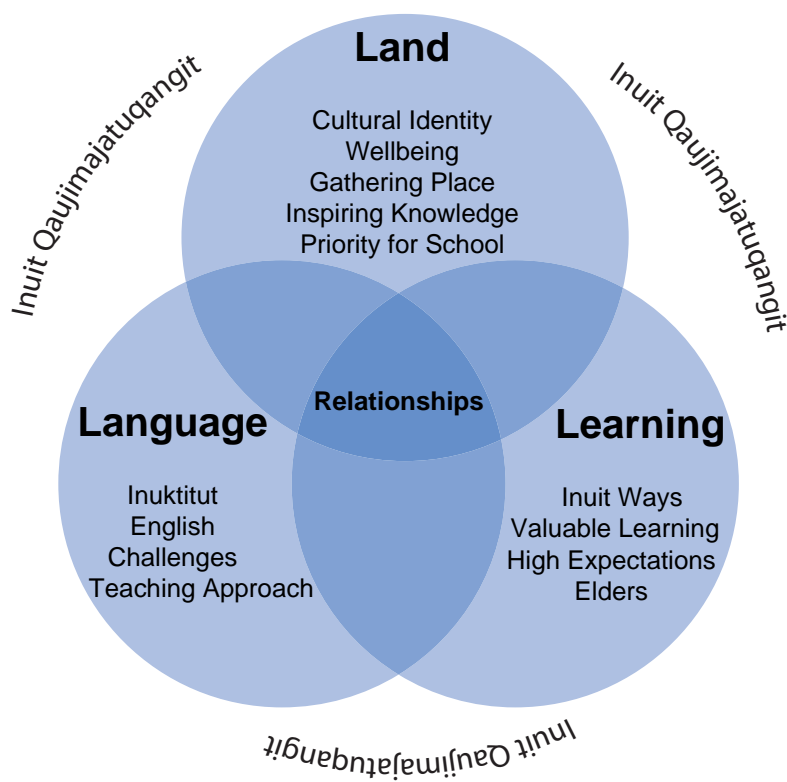 Land
Cultural Identity
Wellbeing
Gathering Place
Inspiring Knowledge
Priority for School
Inuit Qaujimajatuqangit
Inuit Qaujimajatuqangit
Relationships
Language
Inuktitut
English
Challenges
Teaching Approach
Learning
Inuit Ways
Valuable Learning
High Expectations
Elders
Inuit Qaujimajatuqangit